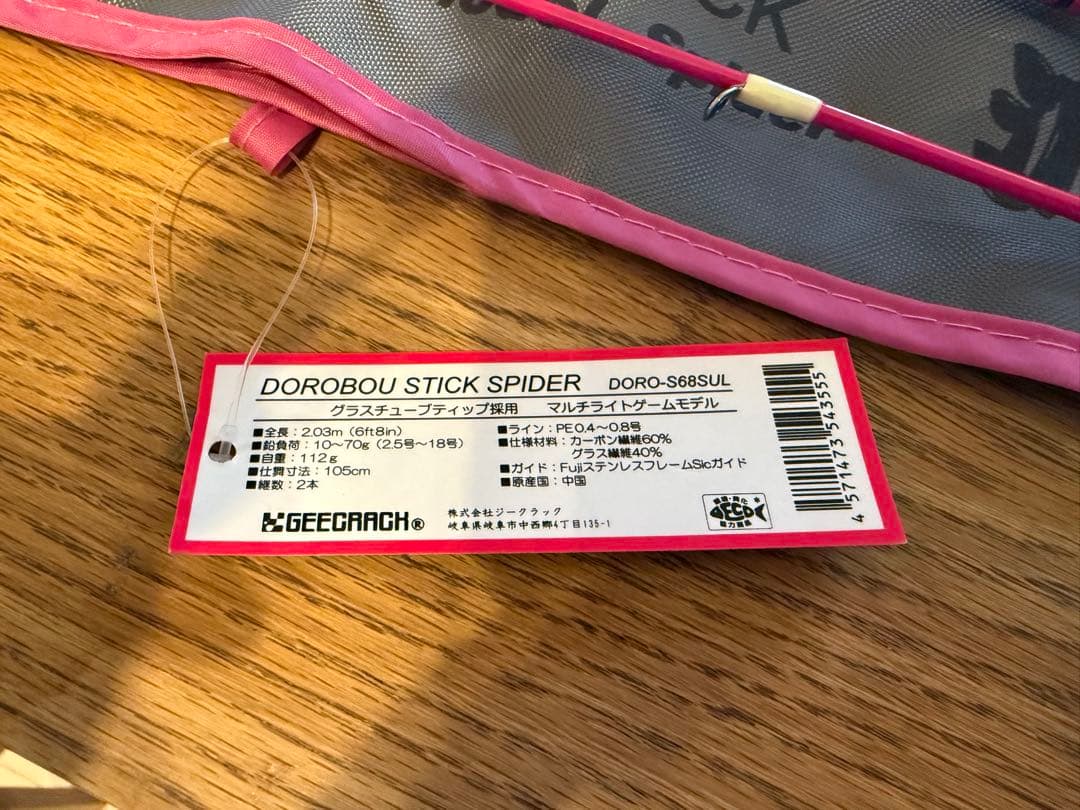 CK
DOROBOU STICK SPIDER DORO-S68SUL
グラスチューブティップ採用 マルチライトゲームモデル
■全長：2.03m（6ft8in）
■鉛負荷：10～70g（2.5号～18号）
■自重：112g
■仕舞寸法：105cm
■継数：2本
■ライン：PE0.4～0.8号
■仕様材料：カーボン繊維60%
グラス繊維40%
■ガイド：FujiステンレスフレームSicガイド
■原産国：中国
GEECRACK®
株式会社ジークラック
岐阜県岐阜市中西郷4丁目135-1
4 571473 543555